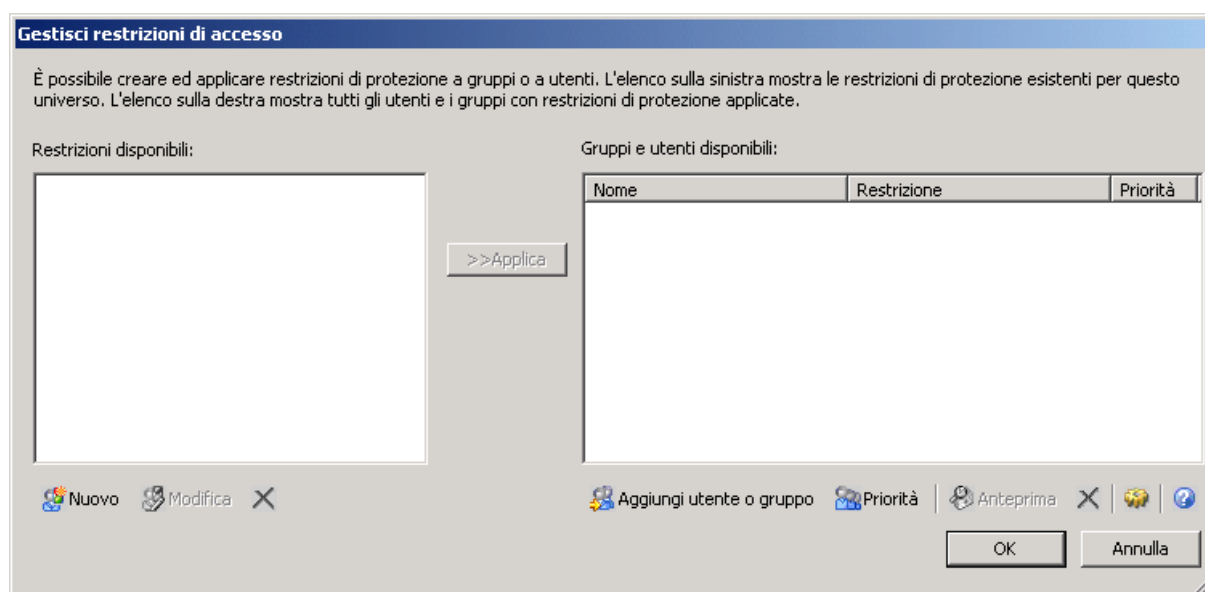 Gestisci restrizioni di accesso
È possibile creare ed applicare restrizioni di protezione a gruppi o a utenti. L'elenco sulla sinistra mostra le restrizioni di protezione esistenti per questo
universo. L'elenco sulla destra mostra tutti gli utenti e i gruppi con restrizioni di protezione applicate.
Restrizioni disponibili:
Gruppi e utenti disponibili:
Nome Restrizione Priorità
>>Applica
Nuovo Modifica
Aggiungi utente o gruppo Priorità Anteprima
OK Annulla